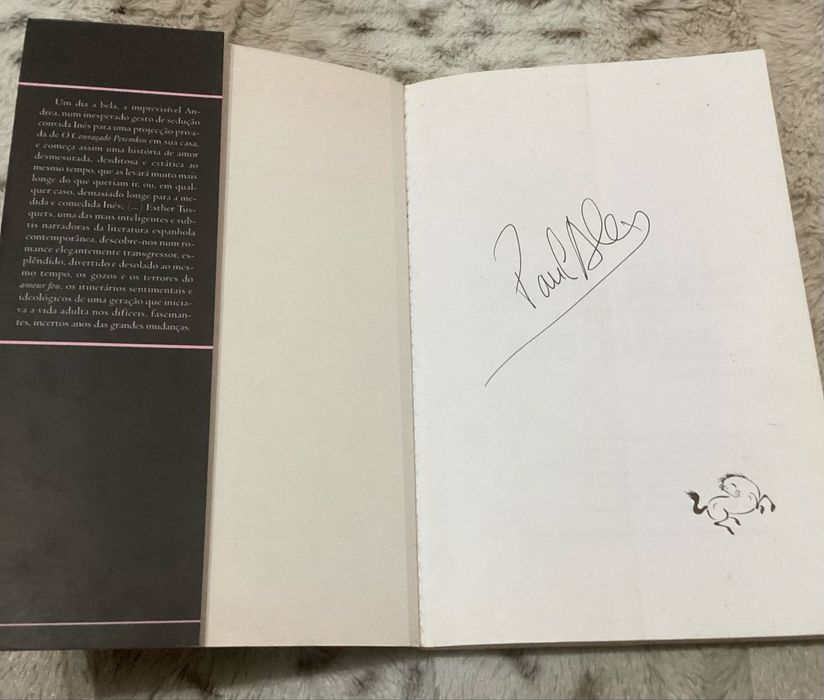 Um dia a bela, a imprevisível An-
drea, num inesperado gesto de sedução
convida Inés para uma projecção priva-
da de O Couraçado Potemkin em sua casa,
e começa assim uma história de amor
desmesurada, desditosa e extática ao
mesmo tempo, que as levará muito mais
longe do que queriam ir, ou, em qual-
quer caso, demasiado longe para a me-
dida e comedida Inés; (...) Esther Tus-
quets, uma das mais inteligentes e sub-
tis narradoras da literatura espanhola
contemporânea, descobre-nos num ro-
mance elegantemente transgressor, es-
plêndido, divertido e desolado ao mes-
mo tempo, os gozos e os terrores do
amour fou, os itinerários sentimentais e
ideológicos de uma geração que inicia-
va a vida adulta nos difíceis, fascinan-
tes, incertos anos das grandes mudanças.
Paul Alex